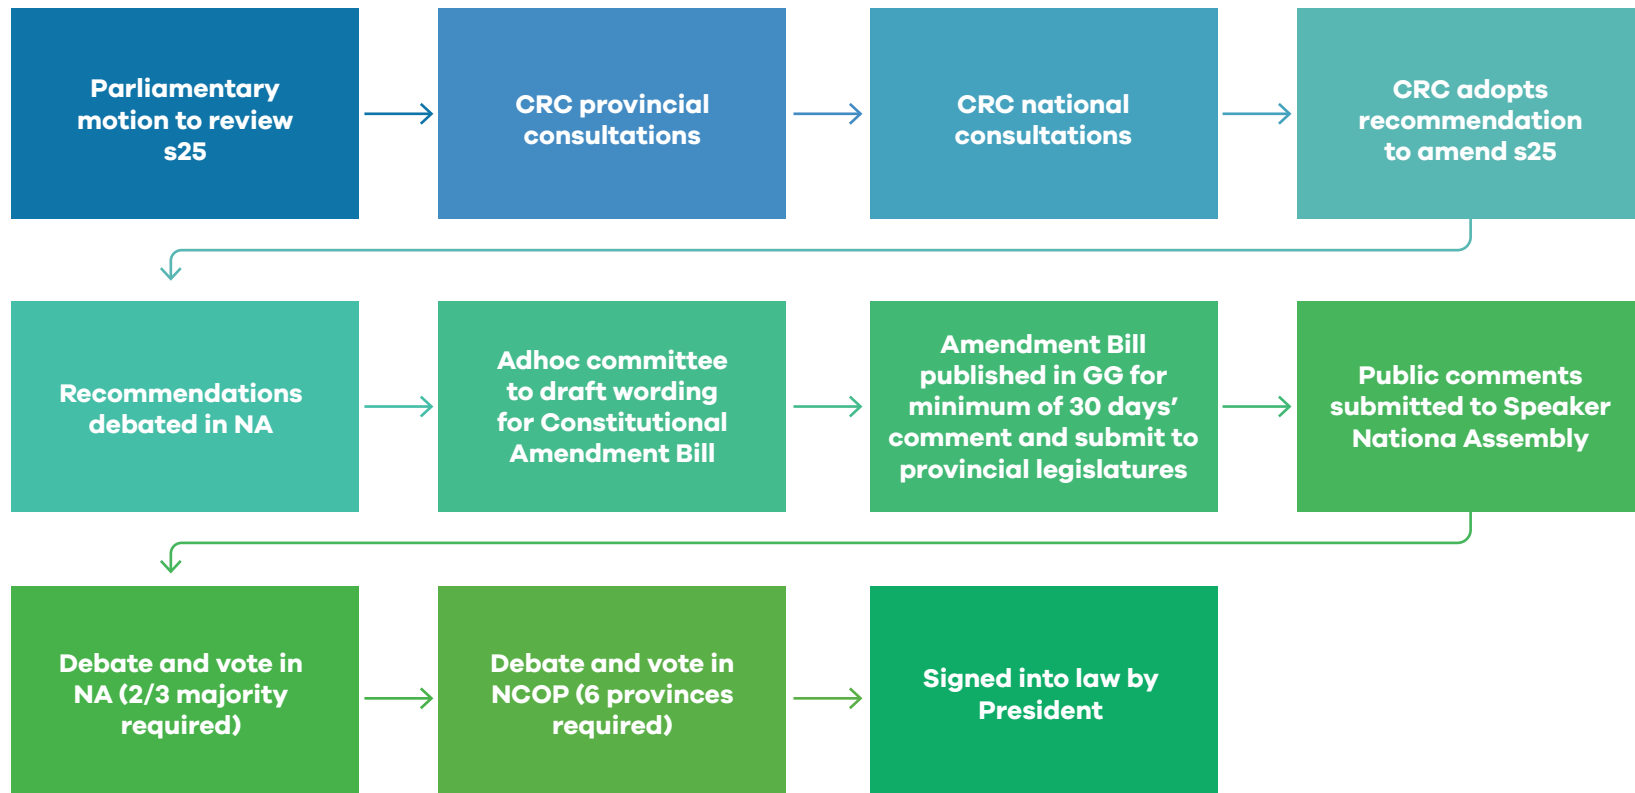 Parliamentary
motion to review
s25
CRC provincial
consultations
CRC national
consultations
CRC adopts
recommendation
to amend s25
Recommendations
debated in NA
Adhoc committee
to draft wording
for Constitutional
Amendment Bill
Amendment Bill
published in GG for
minimum of 30 days’
comment and submit to
provincial legislatures
Public comments
submitted to Speaker
Nationa Assembly
Debate and vote in
NA (2/3 majority
required)
Debate and vote in
NCOP (6 provinces
required)
Signed into law by
President